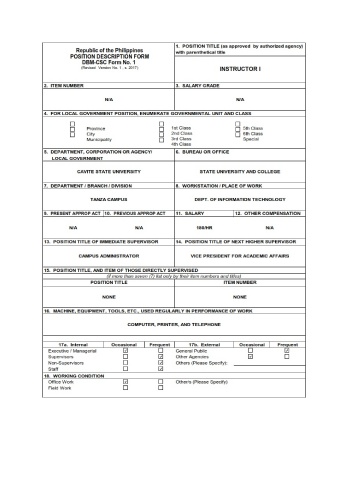 Republic of the Philippines
POSITION DESCRIPTION FORM
DBM-CSC Form No. 1
(Revised Version No. 1 , s. 2017)
1. POSITION TITLE (as approved by authorized agency) with parenthetical title
INSTRUCTOR I
2. ITEM NUMBER
3. SALARY GRADE
N/A
N/A
4. FOR LOCAL GOVERNMENT POSITION, ENUMERATE GOVERNMENTAL UNIT AND CLASS
Province
City
Municipality
1st Class
2nd Class
3rd Class
4th Class
5th Class
6th Class
Special
5. DEPARTMENT, CORPORATION OR AGENCY/
LOCAL GOVERNMENT
6. BUREAU OR OFFICE
CAVITE STATE UNIVERSITY
STATE UNIVERSITY AND COLLEGE
7. DEPARTMENT / BRANCH / DIVISION
8. WORKSTATION / PLACE OF WORK
TANZA CAMPUS
DEPT. OF INFORMATION TECHNOLOGY
9. PRESENT APPROP ACT
10. PREVIOUS APPROP ACT
11. SALARY
12. OTHER COMPENSATION
N/A
N/A
160/HR
N/A
13. POSITION TITLE OF IMMEDIATE SUPERVISOR
14. POSITION TITLE OF NEXT HIGHER SUPERVISOR
CAMPUS ADMINISTRATOR
VICE PRESIDENT FOR ACADEMIC AFFAIRS
15. POSITION TITLE, AND ITEM OF THOSE DIRECTLY SUPERVISED
(if more than seven (7) list only by their item numbers and titles)
POSITION TITLE
ITEM NUMBER
NONE
NONE
16. MACHINE, EQUIPMENT, TOOLS, ETC., USED REGULARLY IN PERFORMANCE OF WORK
COMPUTER, PRINTER, AND TELEPHONE
17a. Internal
Occasional
Frequent
17b. External
Occasional
Frequent
Executive / Managerial
General Public
Supervisors
Other Agencies
Non-Supervisors
Others (Please Specify):
Staff
18. WORKING CONDITION
Office Work
Other/s (Please Specify)
Field Work